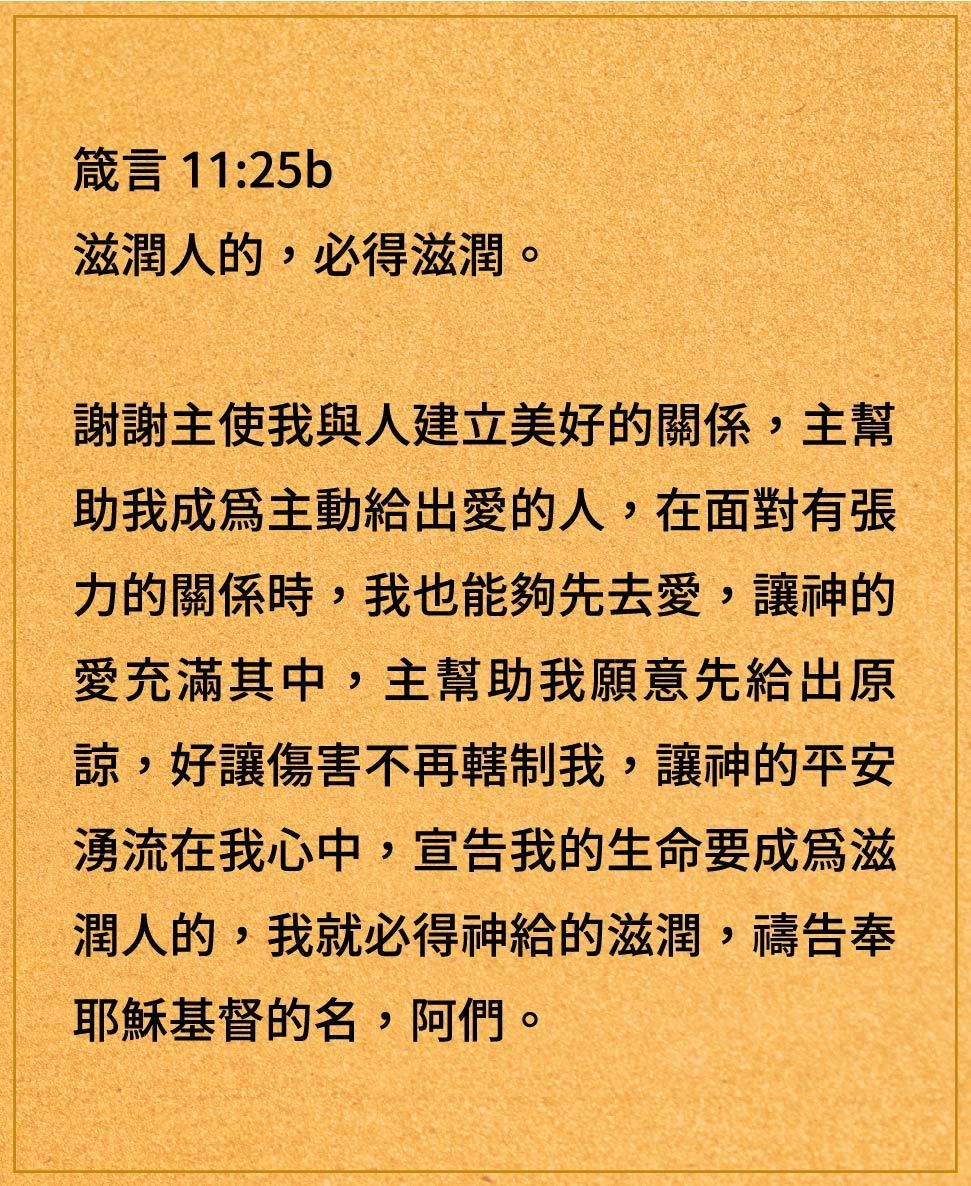 箴言 11:25b
滋潤人的，必得滋潤。
謝謝主使我與人建立美好的關係，主幫
助我成爲主動給出愛的人，在面對有張
力的關係時，我也能夠先去愛，讓神的
愛充滿其中，主幫助我願意先給出原
諒，好讓傷害不再轄制我，讓神的平安
湧流在我心中，宣告我的生命要成爲滋
潤人的，我就必得神給的滋潤，禱告奉
耶穌基督的名，阿們。